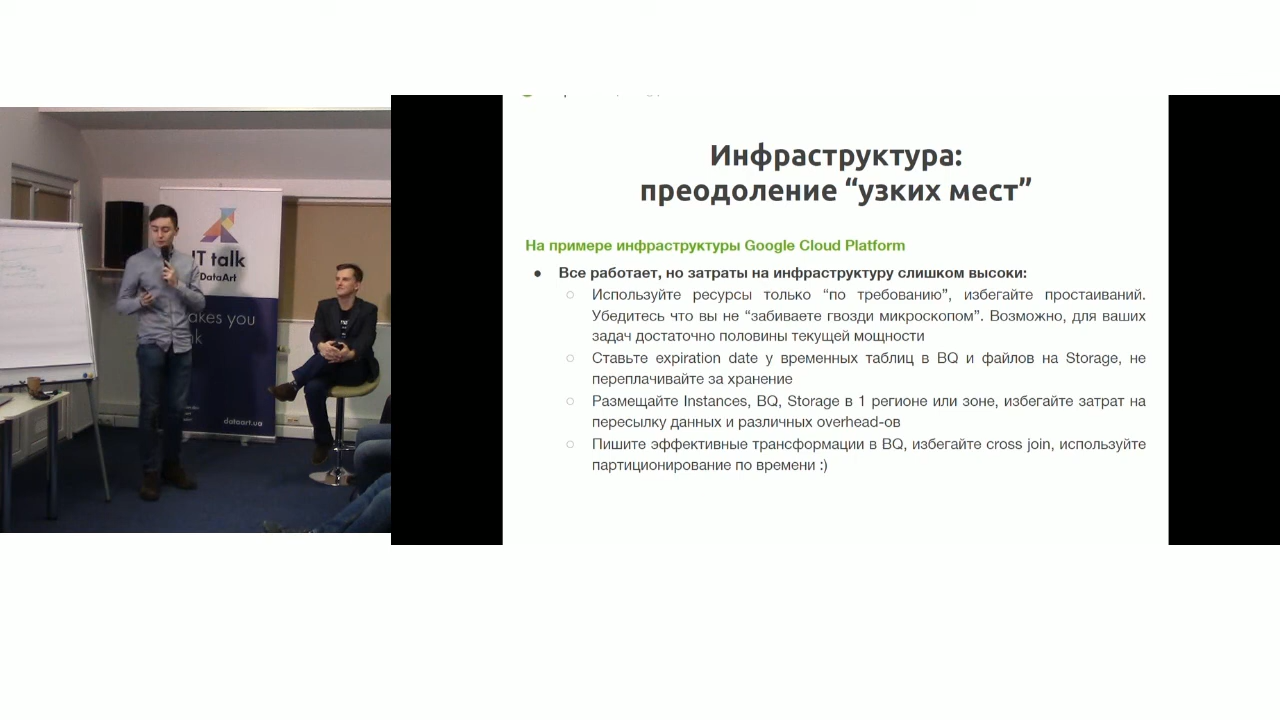 IT talk
DataArt
akes you
dataart.ua
Инфраструктура:
преодоление “узких мест”
На примере инфраструктуры Google Cloud Platform
● Все работает, но затраты на инфраструктуру слишком высоки:
○ Используйте ресурсы только “по требованию”, избегайте простаиваний.
Убедитесь что вы не “забиваете гвозди микроскопом”. Возможно, для ваших
задач достаточно половины текущей мощности
○ Ставьте expiration date у временных таблиц в BQ и файлов на Storage, не
переплачивайте за хранение
○ Размещайте Instances, BQ, Storage в 1 регионе или зоне, избегайте затрат на
пересылку данных и различных overhead-ов
○ Пишите эффективные трансформации в BQ, избегайте cross join, используйте
партиционирование по времени :)